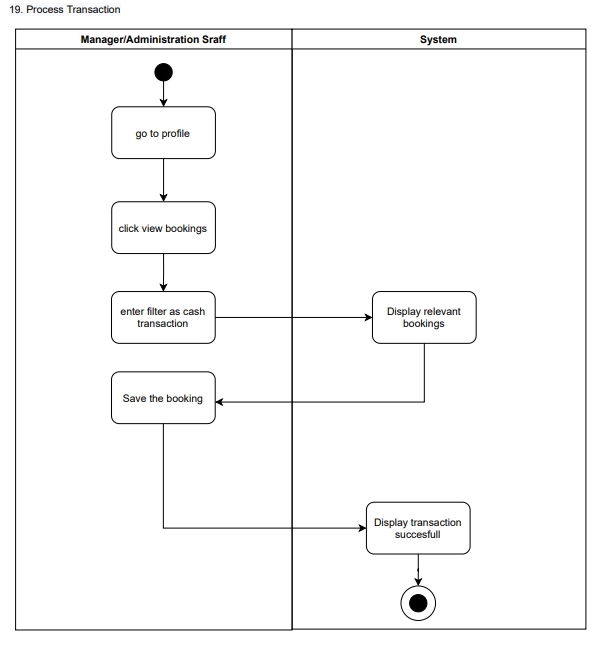 19. Process Transaction
Manager/Administration Sraff
System
go to profile
click view bookings
enter filter as cash
transaction
Display relevant
bookings
Save the booking
Display transaction
succesfull